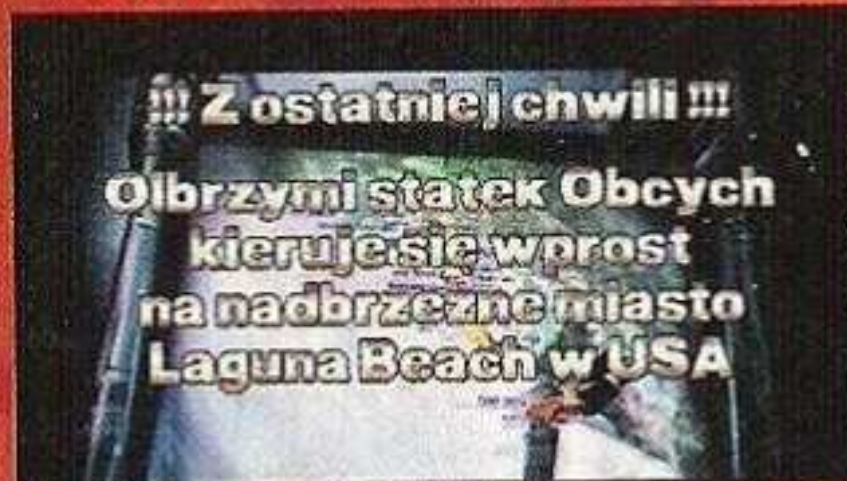 !!! Z ostatniej chwili !!!
Olbrzymi statek Obcych
kieruje się wprost
na nadbrzeżne miasto
Laguna Beach w USA